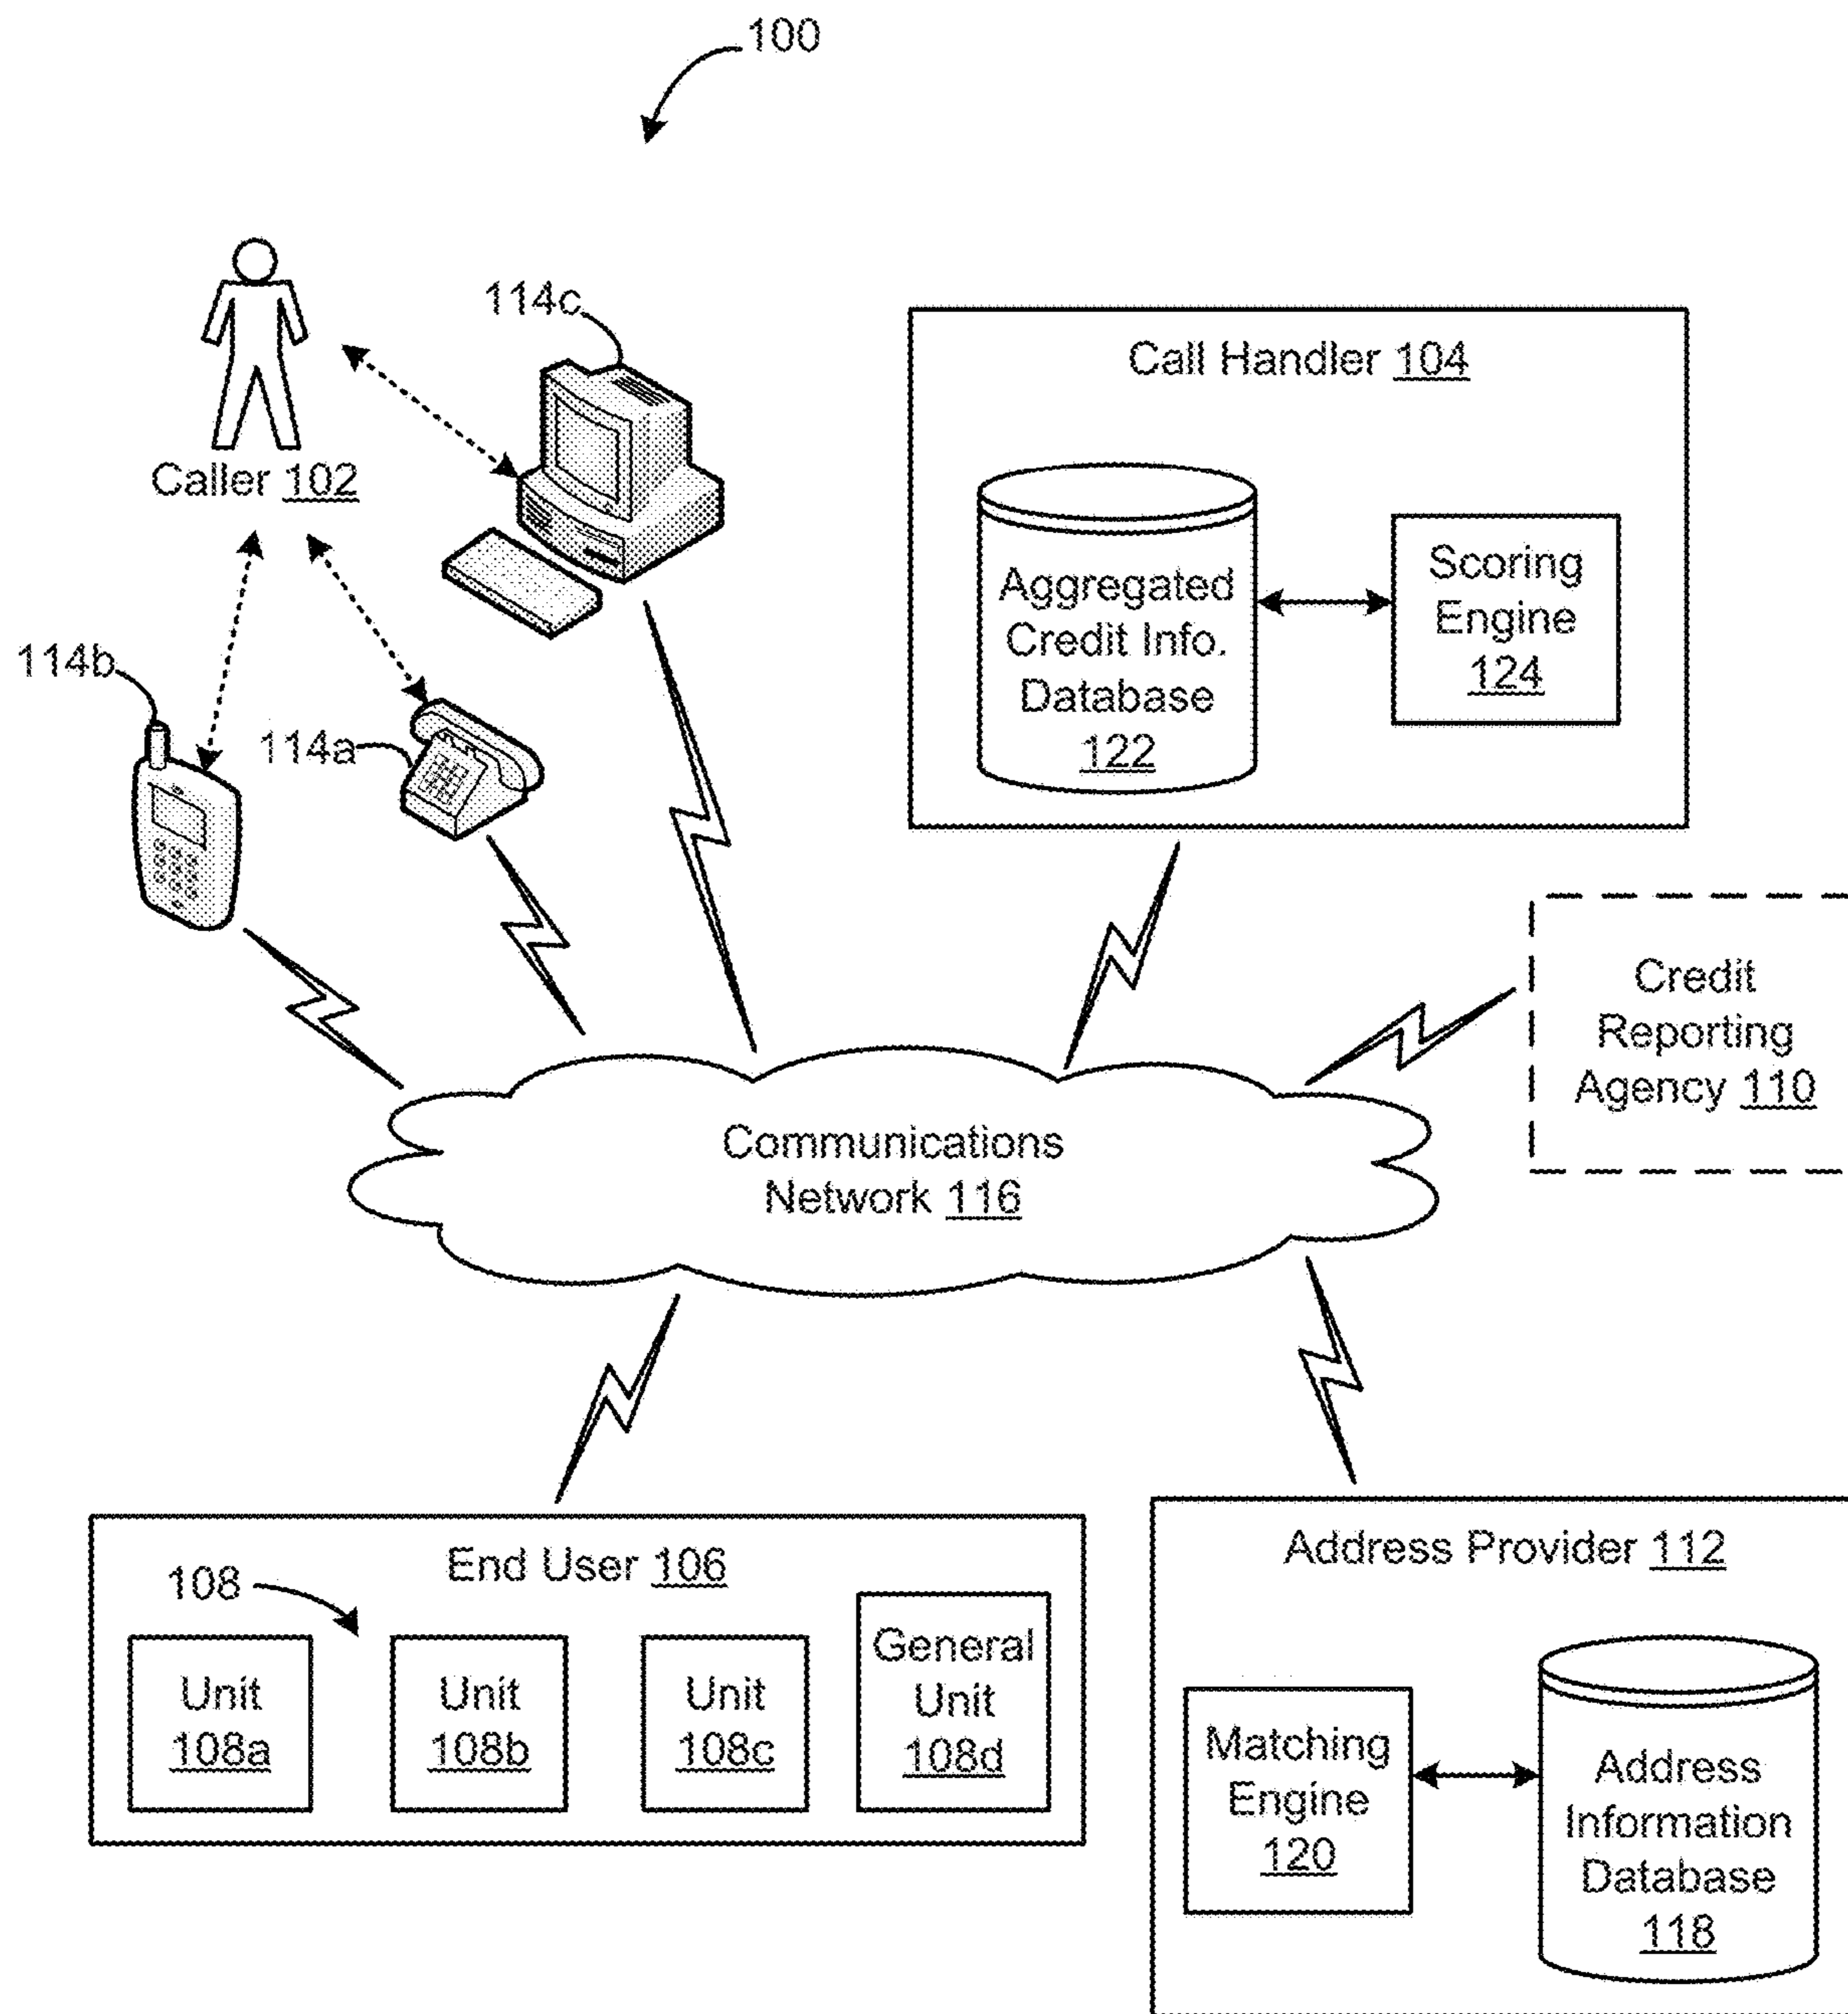 100
114c
Caller 102
114b
114a
Call Handler 104
Aggregated
Credit Info.
Database
122
Scoring
Engine
124
Credit
Reporting
Agency 110
Communications
Network 116
End User 106
108
Unit
108a
Unit
108b
Unit
108c
General
Unit
108d
Address Provider 112
Matching
Engine
120
Address
Information
Database
118